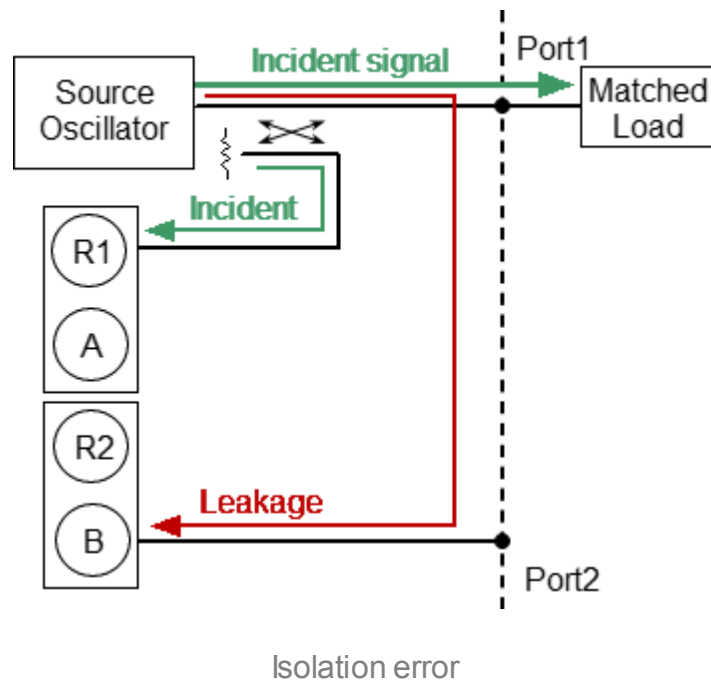 Incident signal
Port1
Source
Oscillator
Matched
Load
Incident
R1
A
R2
Leakage
B
Port2
Isolation error